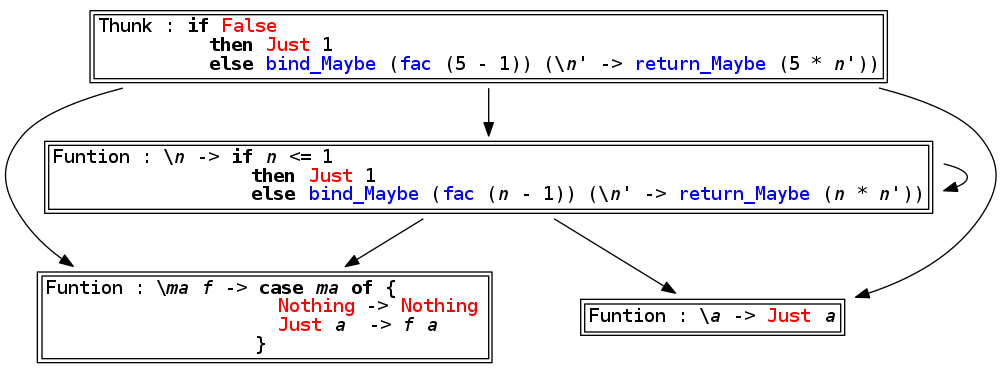 Thunk : if False
then Just 1
else bind_Maybe (fac (5 - 1)) (\n' -> return_Maybe (5 * n'))
Funtion : \n -> if n <= 1
then Just 1
else bind_Maybe (fac (n - 1)) (\n' -> return_Maybe (n * n'))
Funtion : \ma f -> case ma of {
Nothing -> Nothing
Just a  -> f a
}
Funtion : \a -> Just a